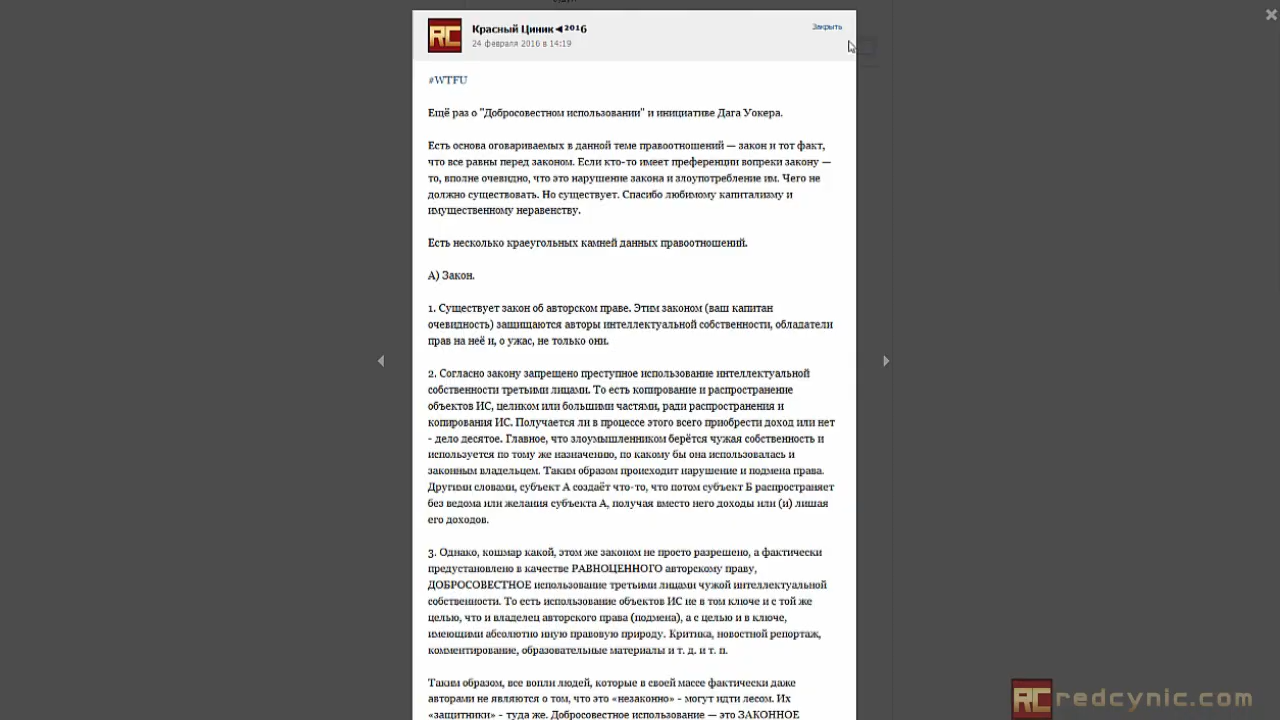 RC
Красный Циник◄2016
24 февраля 2016 в 14:19
Закрыть
#WTFU
Ещё раз о "Добросовестном использовании" и инициативе Дага Уокера.
Есть основа оговариваемых в данной теме правоотношений — закон и тот факт,
что все равны перед законом. Если кто-то имеет преференции вопреки закону —
то, вполне очевидно, что это нарушение закона и злоупотребление им. Чего не
должно существовать. Но существует. Спасибо любимому капитализму и
имущественному неравенству.
Есть несколько краеугольных камней данных правоотношений.
А) Закон.
1. Существует закон об авторском праве. Этим законом (ваш капитан
очевидность) защищаются авторы интеллектуальной собственности, обладатели
прав на неё и, о ужас, не только они.
2. Согласно закону запрещено преступное использование интеллектуальной
собственности третьими лицами. То есть копирование и распространение
объектов ИС, целиком или большими частями, ради распространения и
копирования ИС. Получается ли в процессе этого всего приобрести доход или нет
- дело десятое. Главное, что злоумышленником берётся чужая собственность и
используется по тому же назначению, по какому бы она использовалась и
законным владельцем. Таким образом происходит нарушение и подмена права.
Другими словами, субъект А создаёт что-то, что потом субъект Б распространяет
без ведома или желания субъекта А, получая вместо него доходы или (и) лишая
его доходов.
3. Однако, кошмар какой, этом же законом не просто разрешено, а фактически
предустановлено в качестве РАВНОЦЕННОГО авторскому праву,
ДОБРОСОВЕСТНОЕ использование третьими лицами чужой интеллектуальной
собственности. То есть использование объектов ИС не в том ключе и с той же
целью, что и владелец авторского права (подмена), а с целью и в ключе,
имеющими абсолютно иную правовую природу. Критика, новостной репортаж,
комментирование, образовательные материалы и т. д. и т. п.
Таким образом, все вопли людей, которые в своей массе фактически даже
авторами не являются о том, что это «незаконно» - могут идти лесом. Их
«защитники» - туда же. Добросовестное использование — это ЗАКОННОЕ
RC redcynic.com